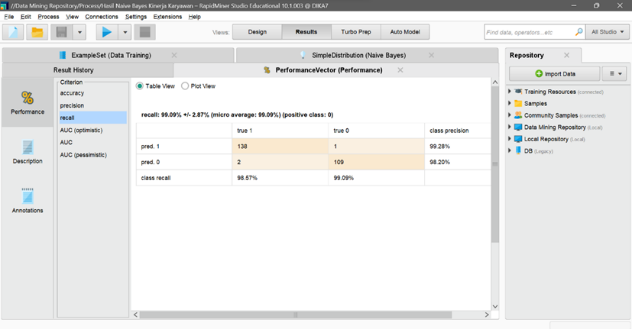 //Data Mining Repository/Process/Hasil Naive Bayes Kinerja Karyawan – RapidMiner Studio Educational 10.1.003 @ DIKA7
File Edit Process View Connections Settings Extensions Help
Views: Design Results Turbo Prep Auto Model Find data, operators...etc All Studio
ExampleSet (Data Training) SimpleDistribution (Naive Bayes) Repository
Result History PerformanceVector (Performance)
Import Data
Criterion
accuracy
precision
recall
AUC (optimistic)
AUC
AUC (pessimistic)
Performance
Description
Annotations
Table View Plot View
recall: 99.09% +/- 2.87% (micro average: 99.09%) (positive class: 0)
true 1 true 0 class precision
pred. 1 138 1 99.28%
pred. 0 2 109 98.20%
class recall 98.57% 99.09%
Training Resources (connected)
Samples
Community Samples (connected)
Data Mining Repository (Local)
Local Repository (Local)
DB (Legacy)